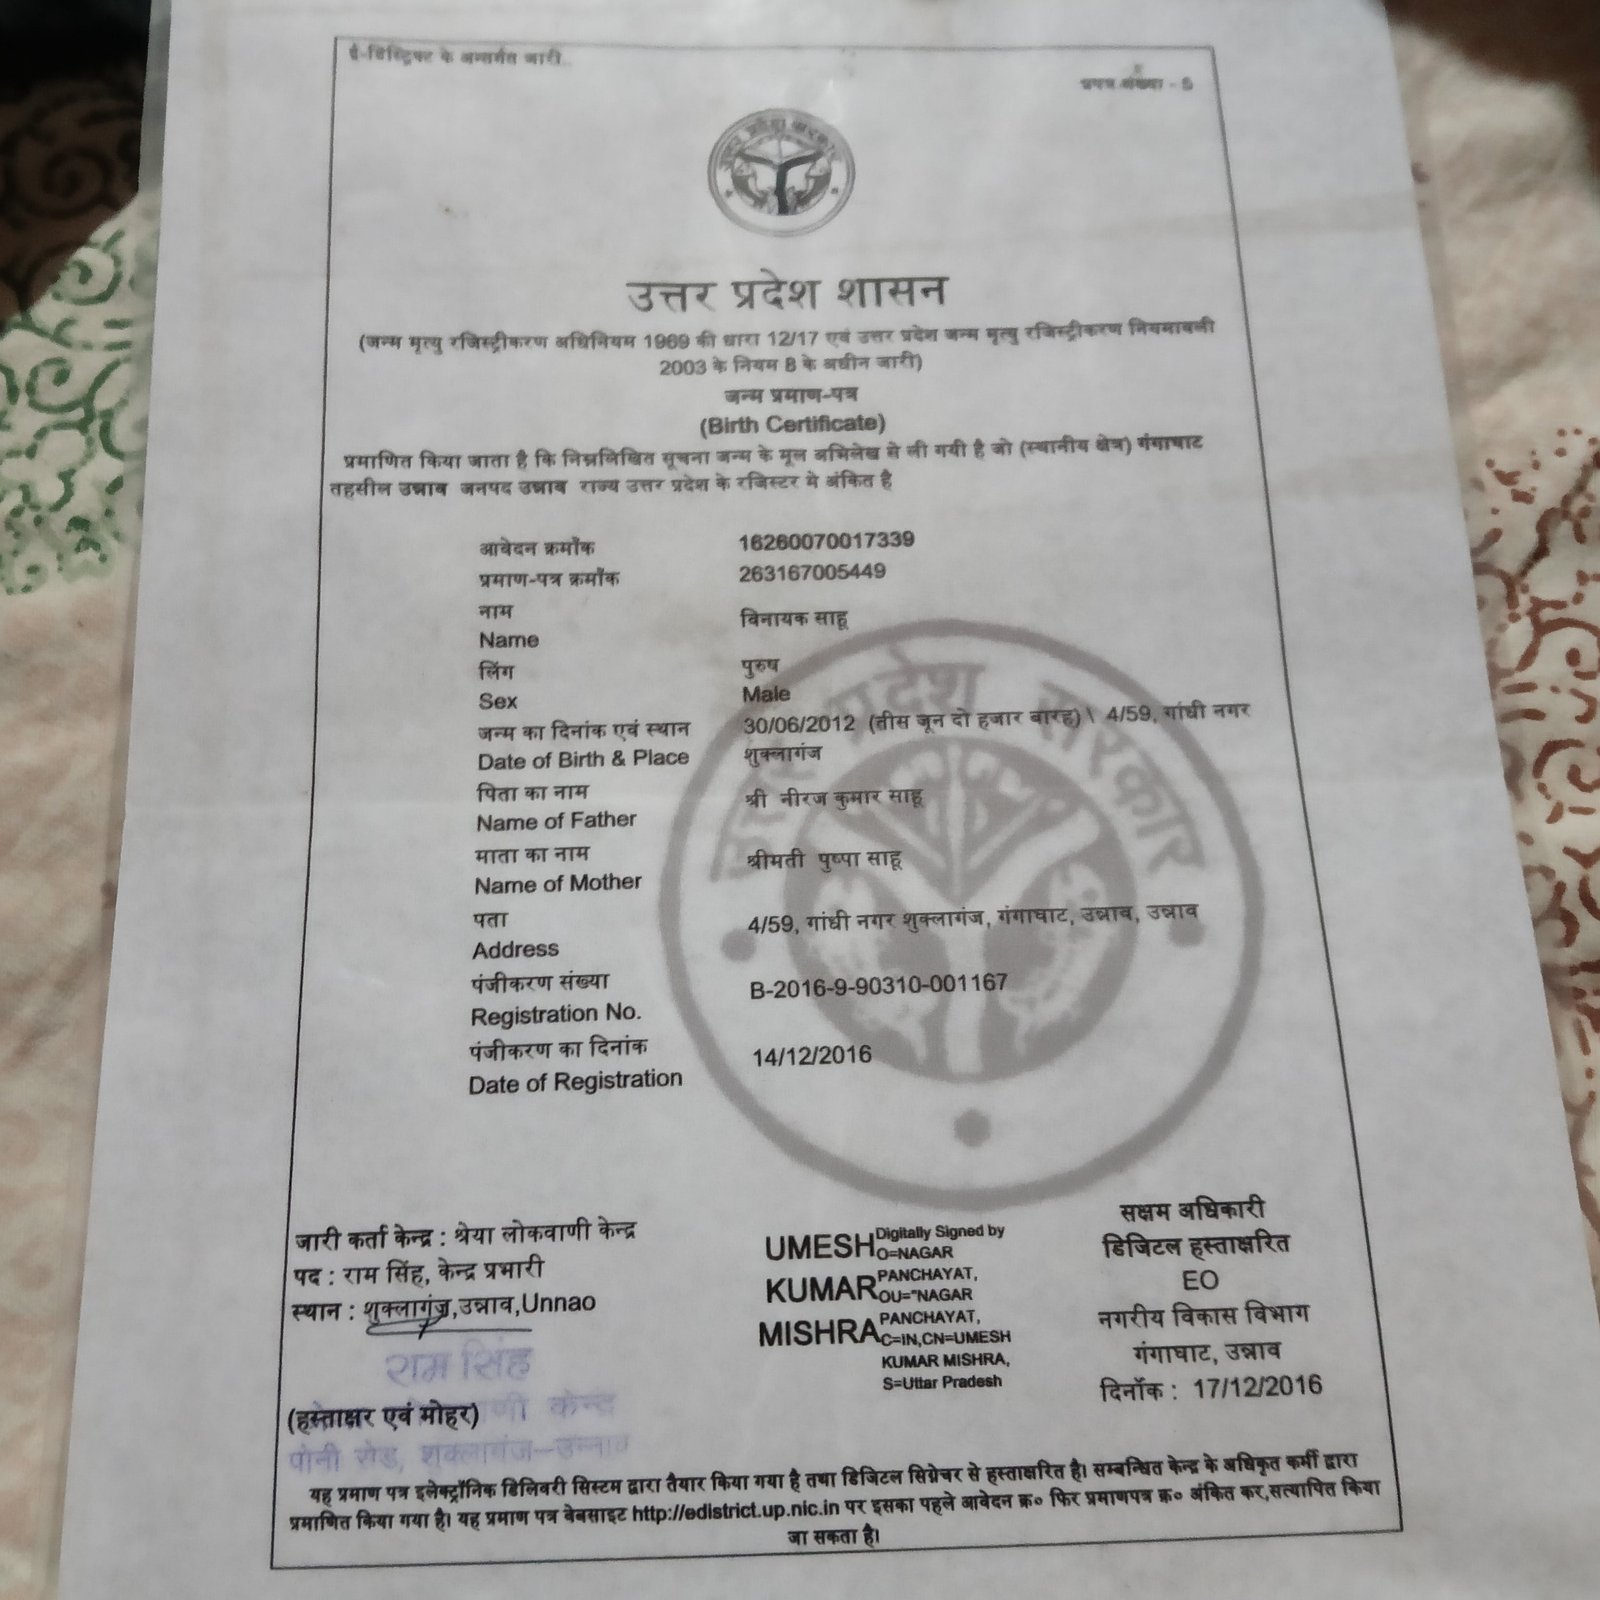 ई-डिस्ट्रिक्ट के अन्तर्गत जारी
प्रपत्र संख्या - 5
उत्तर प्रदेश शासन
(जन्म मृत्यु रजिस्ट्रीकरण अधिनियम 1969 की धारा 12/17 एवं उत्तर प्रदेश जन्म मृत्यु रजिस्ट्रीकरण नियमावली
2003 के नियम 8 के अधीन जारी)
जन्म प्रमाण-पत्र
(Birth Certificate)
प्रमाणित किया जाता है कि निम्नलिखित सूचना जन्म के मूल अभिलेख से ली गयी है जो (स्थानीय क्षेत्र) गंगाघाट
तहसील उन्नाव जनपद उन्नाव राज्य उत्तर प्रदेश के रजिस्टर मे अंकित है
आवेदन क्रमाँक 16260070017339
प्रमाण-पत्र क्रमाँक 263167005449
नाम विनायक साहू
Name
लिंग पुरुष
Sex Male
जन्म का दिनांक एवं स्थान 30/06/2012 (तीस जून दो हजार बारह) \ 4/59, गांधी नगर
Date of Birth & Place शुक्लागंज
पिता का नाम श्री नीरज कुमार साहू
Name of Father
माता का नाम श्रीमती पुष्पा साहू
Name of Mother
पता 4/59, गांधी नगर शुक्लागंज, गंगाघाट, उन्नाव, उन्नाव
Address
पंजीकरण संख्या B-2016-9-90310-001167
Registration No.
पंजीकरण का दिनांक 14/12/2016
Date of Registration
प्रदेश सरकार
जारी कर्ता केन्द्र : श्रेया लोकवाणी केन्द्र
पद : राम सिंह, केन्द्र प्रभारी
स्थान : शुक्लागंज,उन्नाव,Unnao
राम सिंह
णी केन्द्र
(हस्ताक्षर एवं मोहर)
पोनी रोड, शुक्लागंज-उन्नाव
UMESH KUMAR MISHRA
Digitally Signed by
O=NAGAR
PANCHAYAT,
OU="NAGAR
PANCHAYAT,
C=IN,CN=UMESH
KUMAR MISHRA,
S=Uttar Pradesh
सक्षम अधिकारी
डिजिटल हस्ताक्षरित
EO
नगरीय विकास विभाग
गंगाघाट, उन्नाव
दिनाँक : 17/12/2016
यह प्रमाण पत्र इलेक्ट्रॉनिक डिलिवरी सिस्टम द्वारा तैयार किया गया है तथा डिजिटल सिग्नेचर से हस्ताक्षरित है। सम्बन्धित केन्द्र के अधिकृत कर्मी द्वारा
प्रमाणित किया गया है। यह प्रमाण पत्र वेबसाइट http://edistrict.up.nic.in पर इसका पहले आवेदन क्र० फिर प्रमाणपत्र क्र० अंकित कर,सत्यापित किया
जा सकता है।